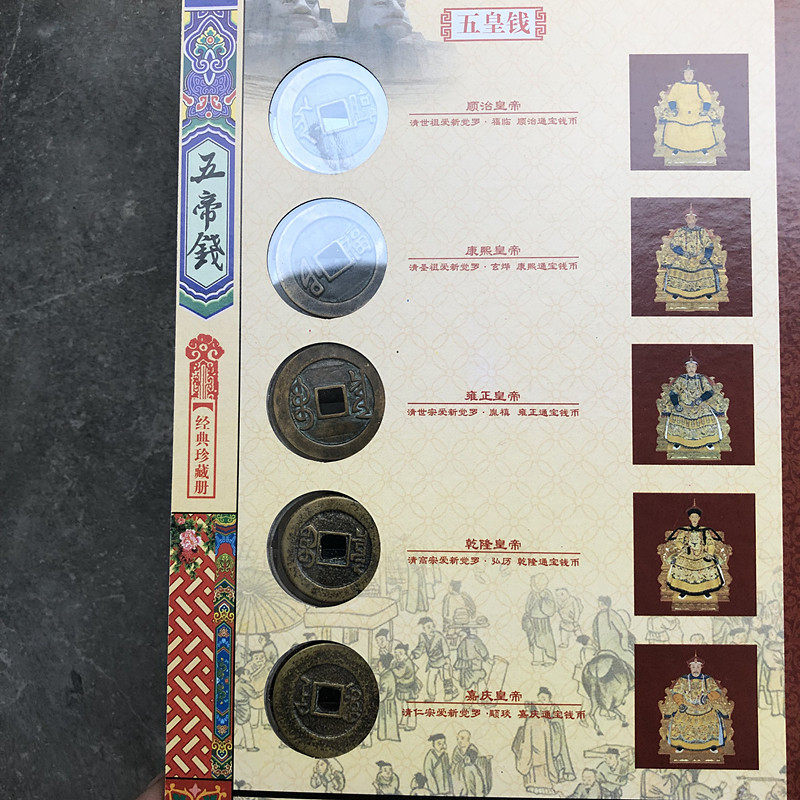 五皇钱
五帝錢
经典珍藏册
顺治皇帝
清世祖爱新觉罗·福临 顺治通宝钱币
康熙皇帝
清圣祖爱新觉罗·玄烨 康熙通宝钱币
雍正皇帝
清世宗爱新觉罗·胤禛 雍正通宝钱币
乾隆皇帝
清高宗爱新觉罗·弘历 乾隆通宝钱币
嘉庆皇帝
清仁宗爱新觉罗·颙琰 嘉庆通宝钱币